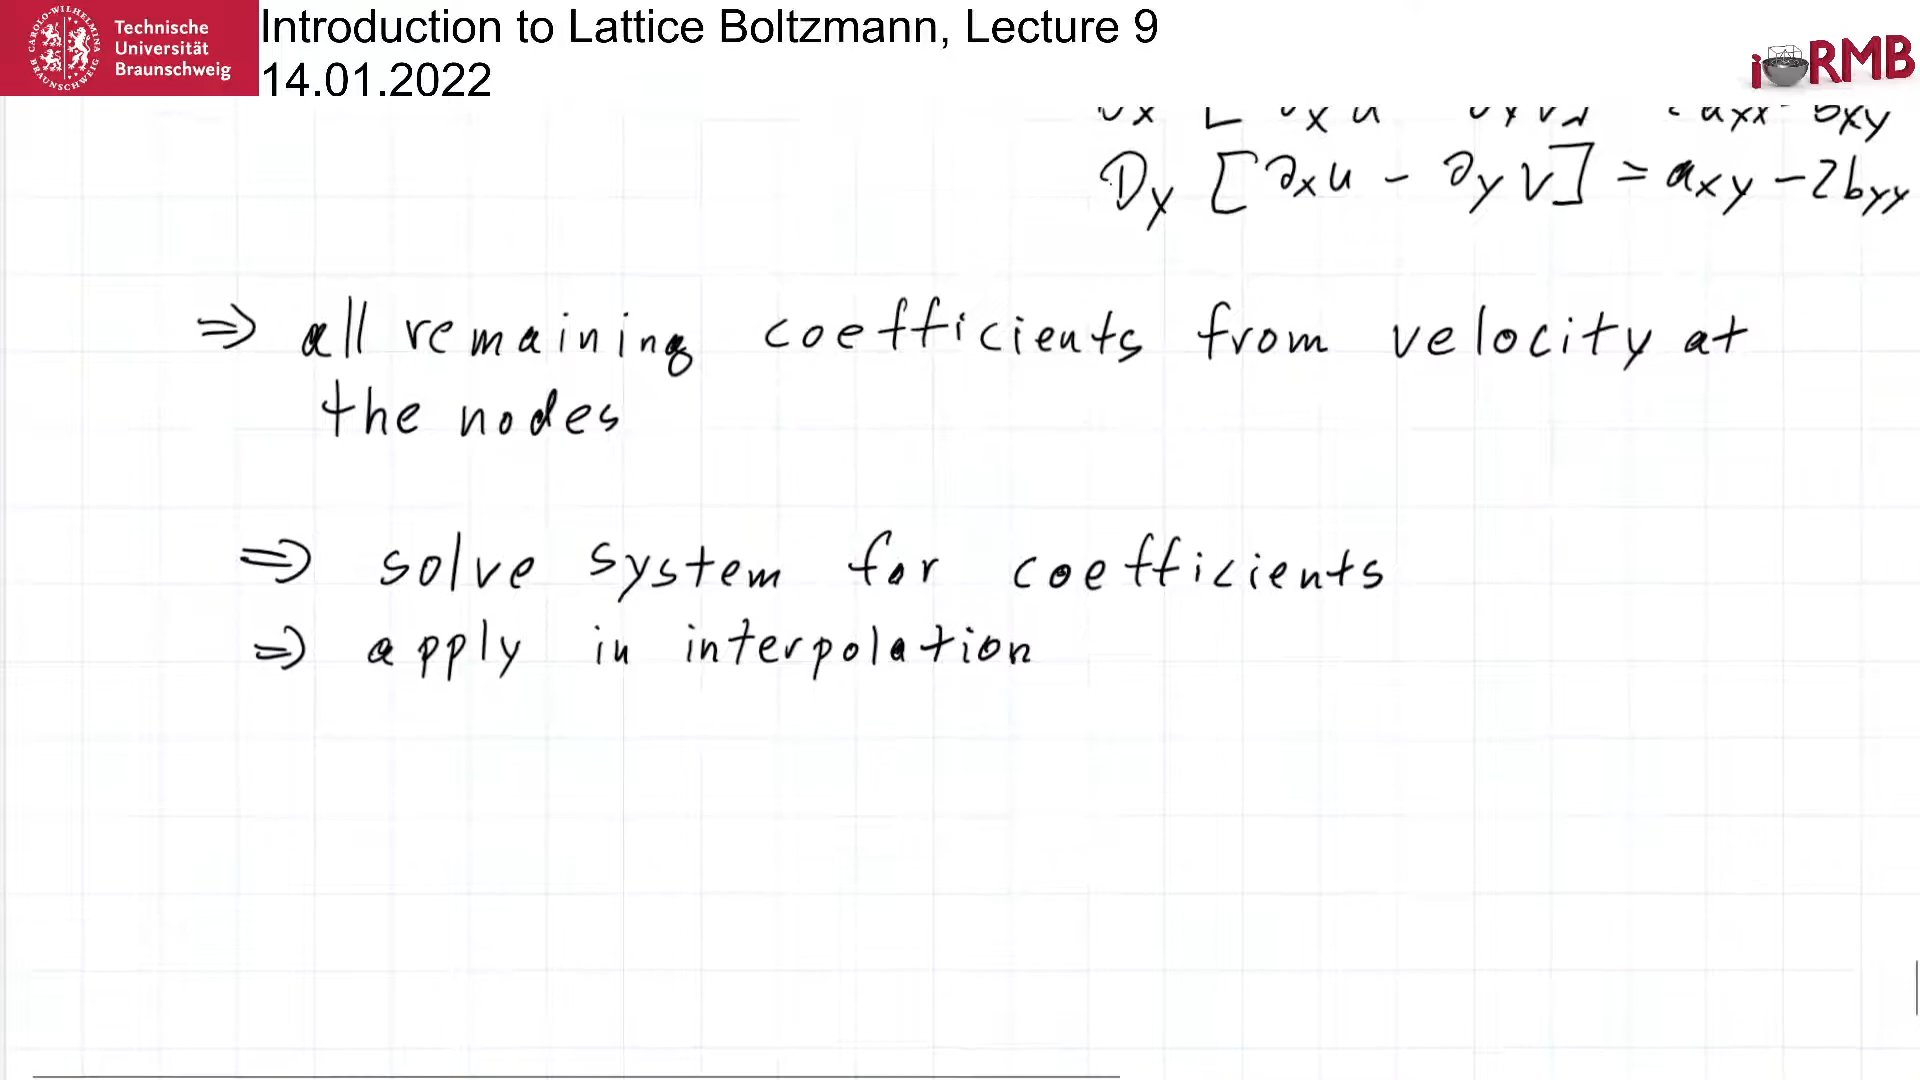 Technische
Universität
Braunschweig
Introduction to Lattice Boltzmann, Lecture 9
14.01.2022
iRMB
D_y [∂_x u - ∂_y v] = a_xy - 2b_yy
⇒ all remaining coefficients from velocity at
the nodes
⇒ solve system for coefficients
⇒ apply in interpolation